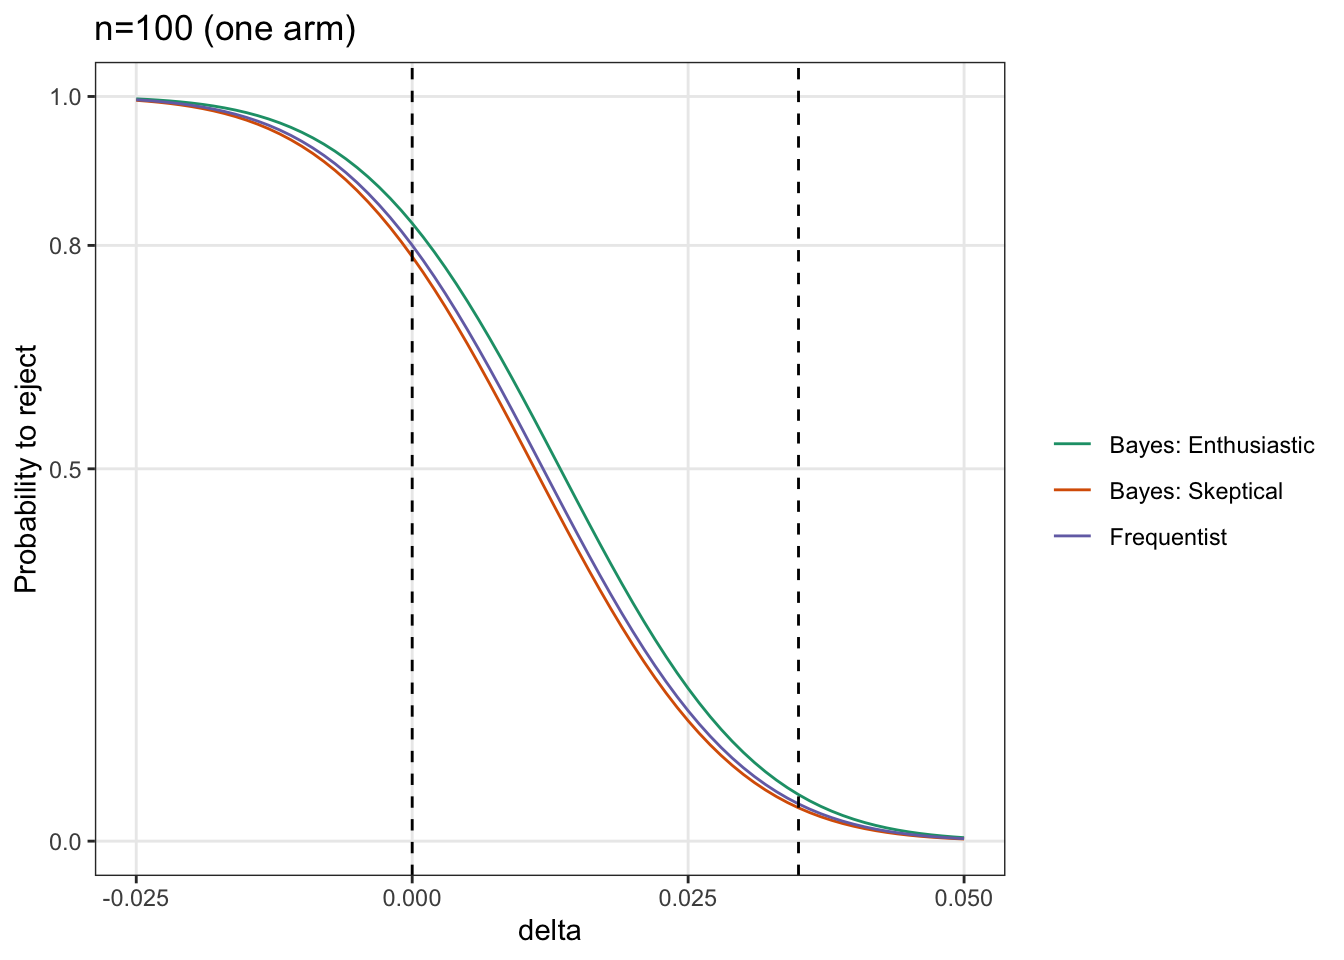 n=100 (one arm)
Probability to reject
1.0
0.8
0.5
0.0
-0.025
0.000
0.025
0.050
delta
Bayes: Enthusiastic
Bayes: Skeptical
Frequentist